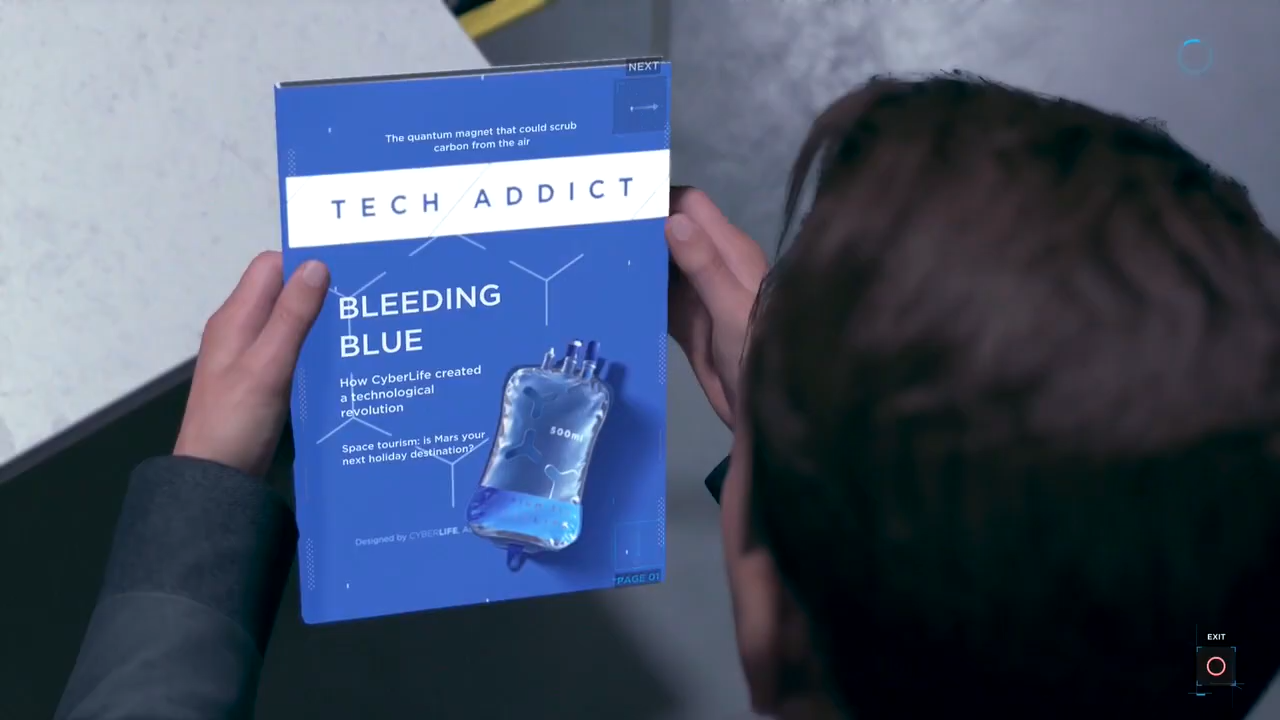 NEXT
The quantum magnet that could scrub
carbon from the air
TECH ADDICT
BLEEDING
BLUE
How CyberLife created
a technological
revolution
500ml
Space tourism: is Mars your
next holiday destination?
Designed by CYBERLIFE.
PAGE 01
EXIT